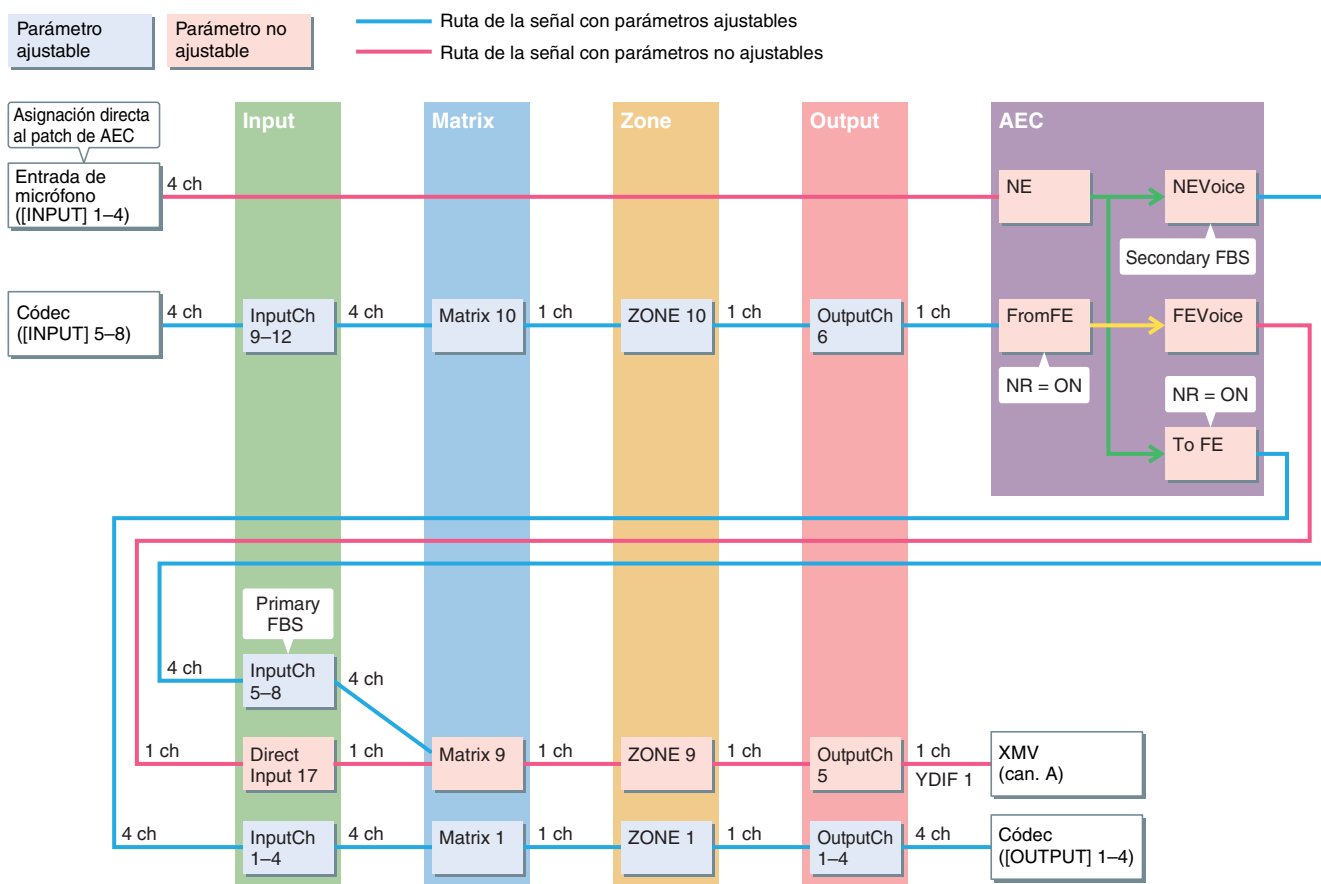 Parámetro
ajustable
Parámetro no
ajustable
Ruta de la señal con parámetros ajustables
Ruta de la señal con parámetros no ajustables
Asignación directa
al patch de AEC
Input
Matrix
Zone
Output
AEC
Entrada de
micrófono
([INPUT] 1–4)
4 ch
NE
NEVoice
Secondary FBS
Códec
([INPUT] 5–8)
4 ch
InputCh
9–12
4 ch
Matrix 10
1 ch
ZONE 10
1 ch
OutputCh
6
1 ch
FromFE
FEVoice
NR = ON
NR = ON
To FE
Primary
FBS
4 ch
InputCh
5–8
4 ch
1 ch
Direct
Input 17
1 ch
Matrix 9
1 ch
ZONE 9
1 ch
OutputCh
5
1 ch
YDIF 1
XMV
(can. A)
4 ch
InputCh
1–4
4 ch
Matrix 1
1 ch
ZONE 1
1 ch
OutputCh
1–4
4 ch
Códec
([OUTPUT] 1–4)